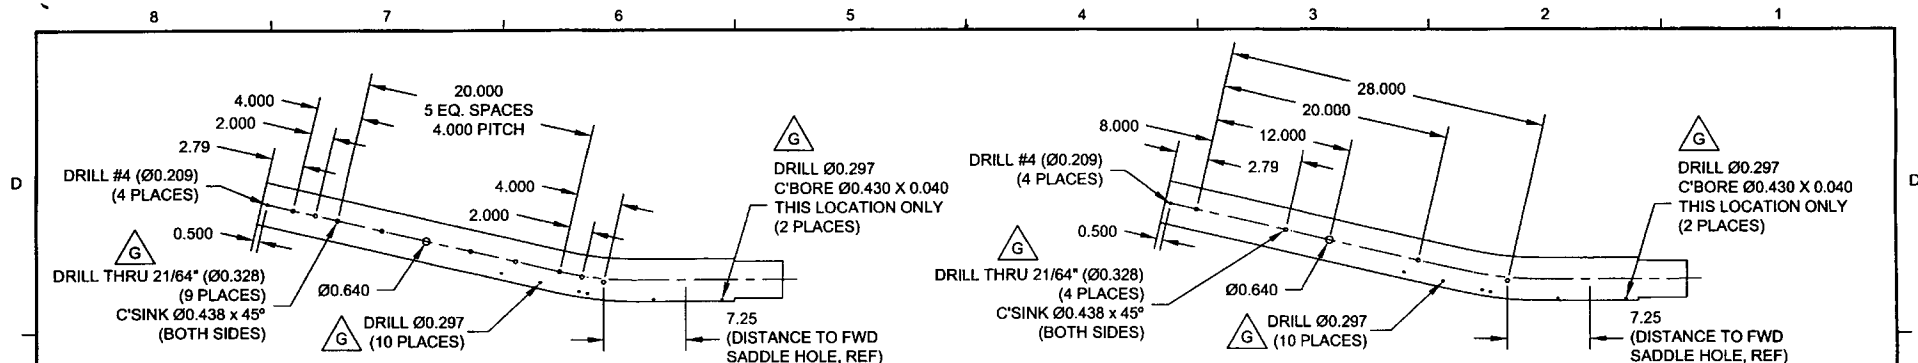 8 7 6 5 4 3 2 1
D
20.000
5 EQ. SPACES
4.000 PITCH
4.000
2.000
2.79
DRILL #4 (Ø0.209)
(4 PLACES)
0.500
G
DRILL THRU 21/64" (Ø0.328)
(9 PLACES)
C'SINK Ø0.438 x 45°
(BOTH SIDES)
4.000
2.000
Ø0.640
G
DRILL Ø0.297
(10 PLACES)
G
DRILL Ø0.297
C'BORE Ø0.430 X 0.040
THIS LOCATION ONLY
(2 PLACES)
7.25
(DISTANCE TO FWD
SADDLE HOLE, REF)
28.000
20.000
12.000
8.000
2.79
DRILL #4 (Ø0.209)
(4 PLACES)
0.500
G
DRILL THRU 21/64" (Ø0.328)
(4 PLACES)
C'SINK Ø0.438 x 45°
(BOTH SIDES)
Ø0.640
G
DRILL Ø0.297
(10 PLACES)
G
DRILL Ø0.297
C'BORE Ø0.430 X 0.040
THIS LOCATION ONLY
(2 PLACES)
7.25
(DISTANCE TO FWD
SADDLE HOLE, REF)
D